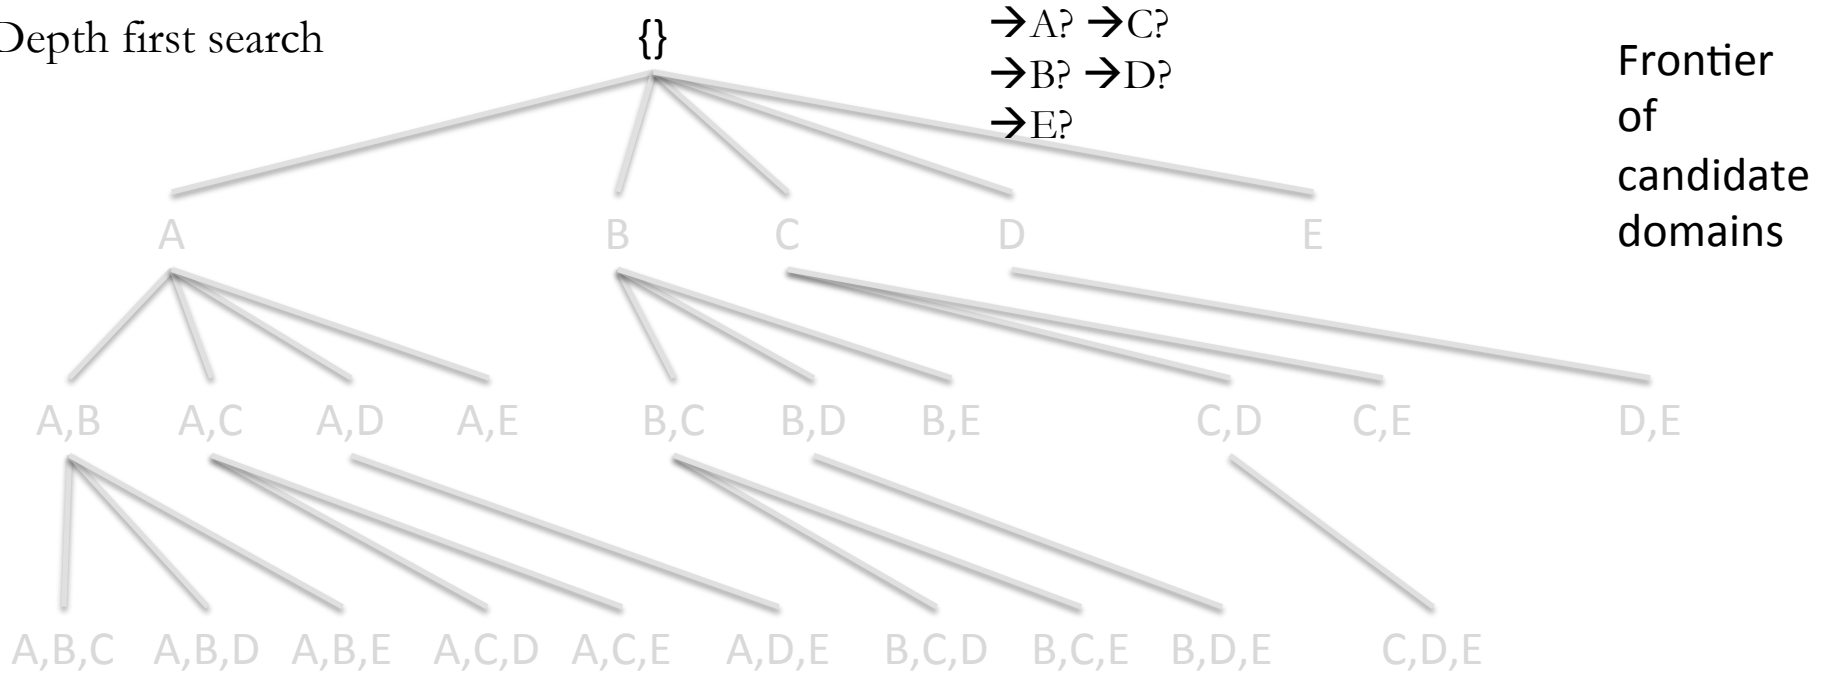 Depth first search
{}
→A? →C?
→B? →D?
→E?
Frontier
of
candidate
domains
A B C D E
A,B A,C A,D A,E B,C B,D B,E C,D C,E D,E
A,B,C A,B,D A,B,E A,C,D A,C,E A,D,E B,C,D B,C,E B,D,E C,D,E